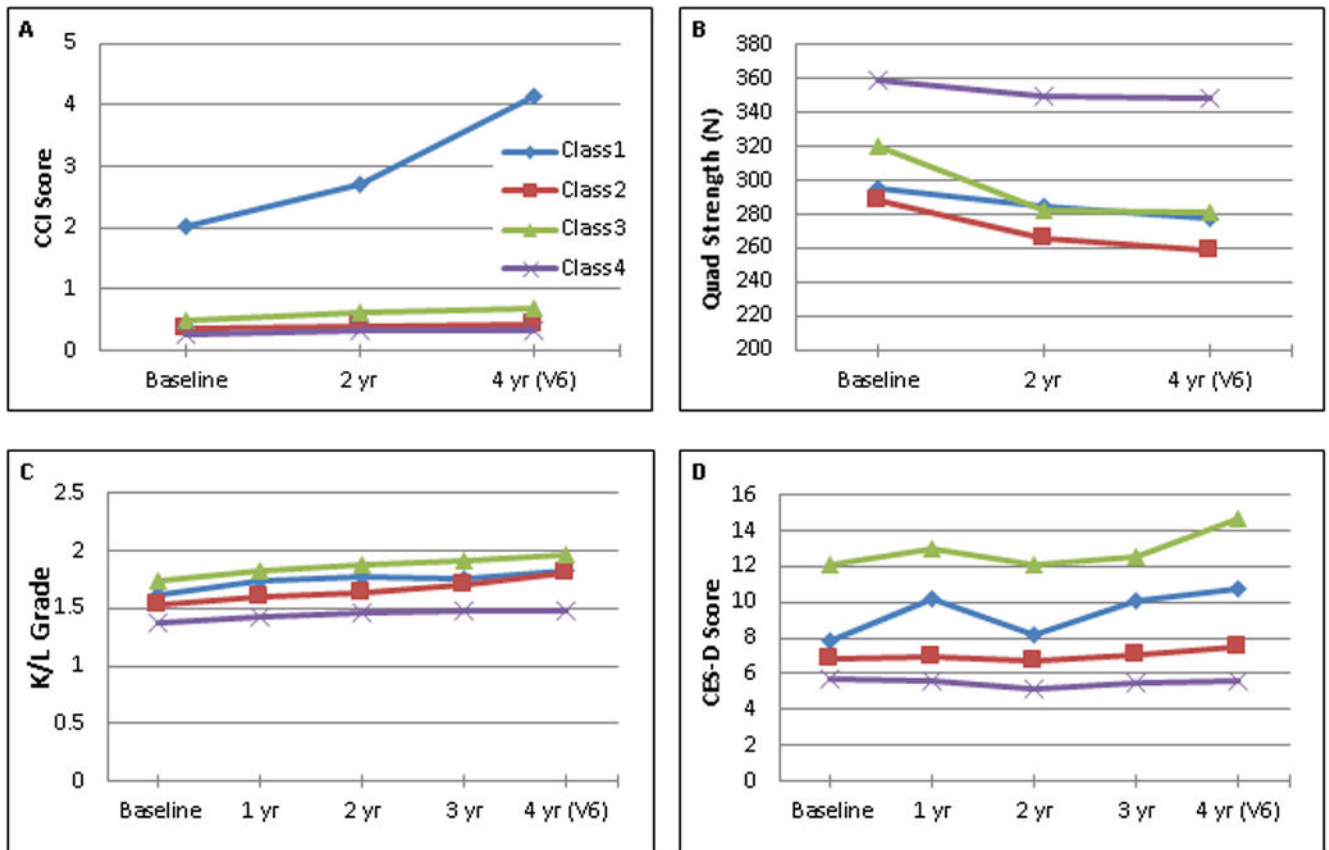 A
CCI Score
5
4
3
2
1
0
Class1
Class2
Class3
Class4
Baseline 2 yr 4 yr (V6)
B
Quad Strength (N)
380
360
340
320
300
280
260
240
220
200
Baseline 2 yr 4 yr (V6)
C
K/L Grade
2.5
2
1.5
1
0.5
0
Baseline 1 yr 2 yr 3 yr 4 yr (V6)
D
CES-D Score
16
14
12
10
8
6
4
2
0
Baseline 1 yr 2 yr 3 yr 4 yr (V6)